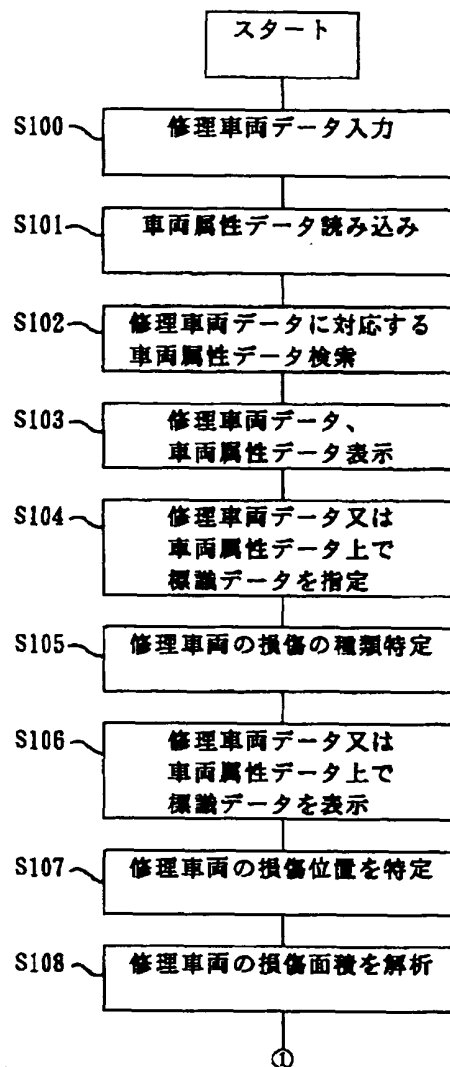 スタート
S100
修理車両データ入力
S101
車両属性データ読み込み
S102
修理車両データに対応する
車両属性データ検索
S103
修理車両データ、
車両属性データ表示
S104
修理車両データ又は
車両属性データ上で
標識データを指定
S105
修理車両の損傷の種類特定
S106
修理車両データ又は
車両属性データ上で
標識データを表示
S107
修理車両の損傷位置を特定
S108
修理車両の損傷面積を解析
①